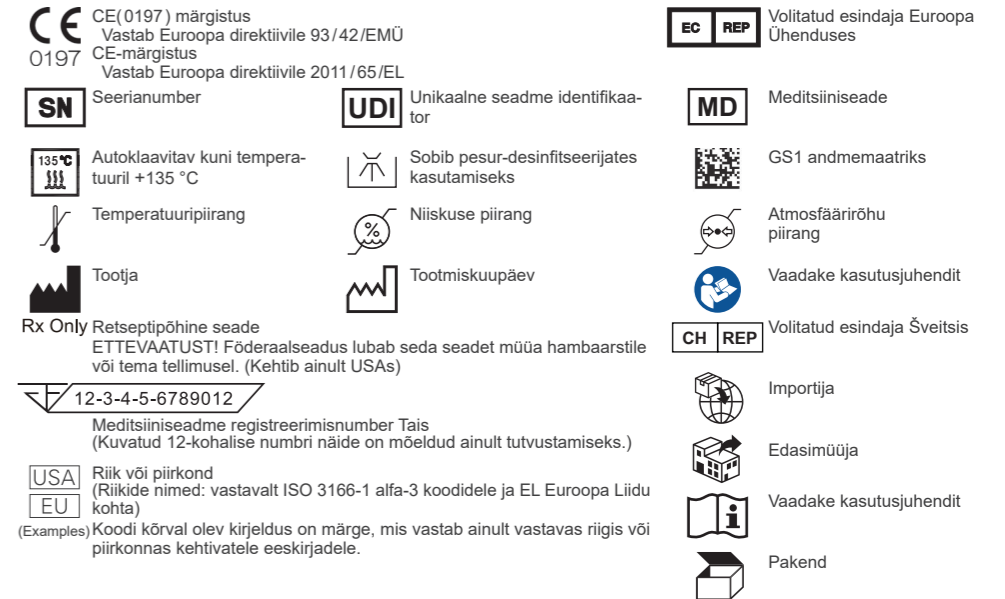 CE(0197) märgistus
Vastab Euroopa direktiivile 93/42/EMÜ
0197
CE-märgistus
Vastab Euroopa direktiivile 2011/65/EL
EC REP
Volitatud esindaja Euroopa
Ühenduses
SN
Seerianumber
UDI
Unikaalne seadme identifikaa-
tor
MD
Meditsiiniseade
135℃
Autoklaavitav kuni tempera-
tuuril +135 °C
Sobib pesur-desinfitseerijates
kasutamiseks
GS1 andmemaatriks
Temperatuuripiirang
%
Niiskuse piirang
Atmosfäärirõhu
piirang
Tootja
Tootmiskuupäev
Vaadake kasutusjuhendit
Rx Only
Retseptipõhine seade
ETTEVAATUST! Föderaalseadus lubab seda seadet müüa hambaarstile
või tema tellimusel. (Kehtib ainult USAs)
CH REP
Volitatud esindaja Šveitsis
12-3-4-5-6789012
Meditsiiniseadme registreerimisnumber Tais
(Kuvatud 12-kohalise numbri näide on mõeldud ainult tutvustamiseks.)
Importija
Edasimüüja
USA
EU
(Examples)
Riik või piirkond
(Riikide nimed: vastavalt ISO 3166-1 alfa-3 koodidele ja EL Euroopa Liidu
kohta)
Koodi kõrval olev kirjeldus on märge, mis vastab ainult vastavas riigis või
piirkonnas kehtivatele eeskirjadele.
Vaadake kasutusjuhendit
Pakend